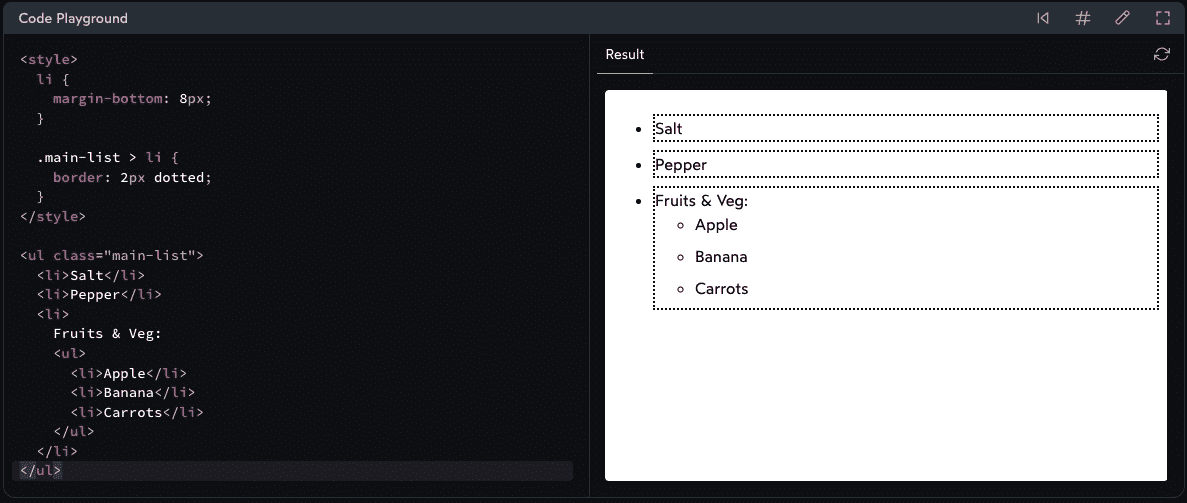 Code Playground
<style>
  li {
    margin-bottom: 8px;
  }

  .main-list > li {
    border: 2px dotted;
  }
</style>

<ul class="main-list">
  <li>Salt</li>
  <li>Pepper</li>
  <li>
    Fruits & Veg:
    <ul>
      <li>Apple</li>
      <li>Banana</li>
      <li>Carrots</li>
    </ul>
  </li>
</ul>
Result
Salt
Pepper
Fruits & Veg:
Apple
Banana
Carrots